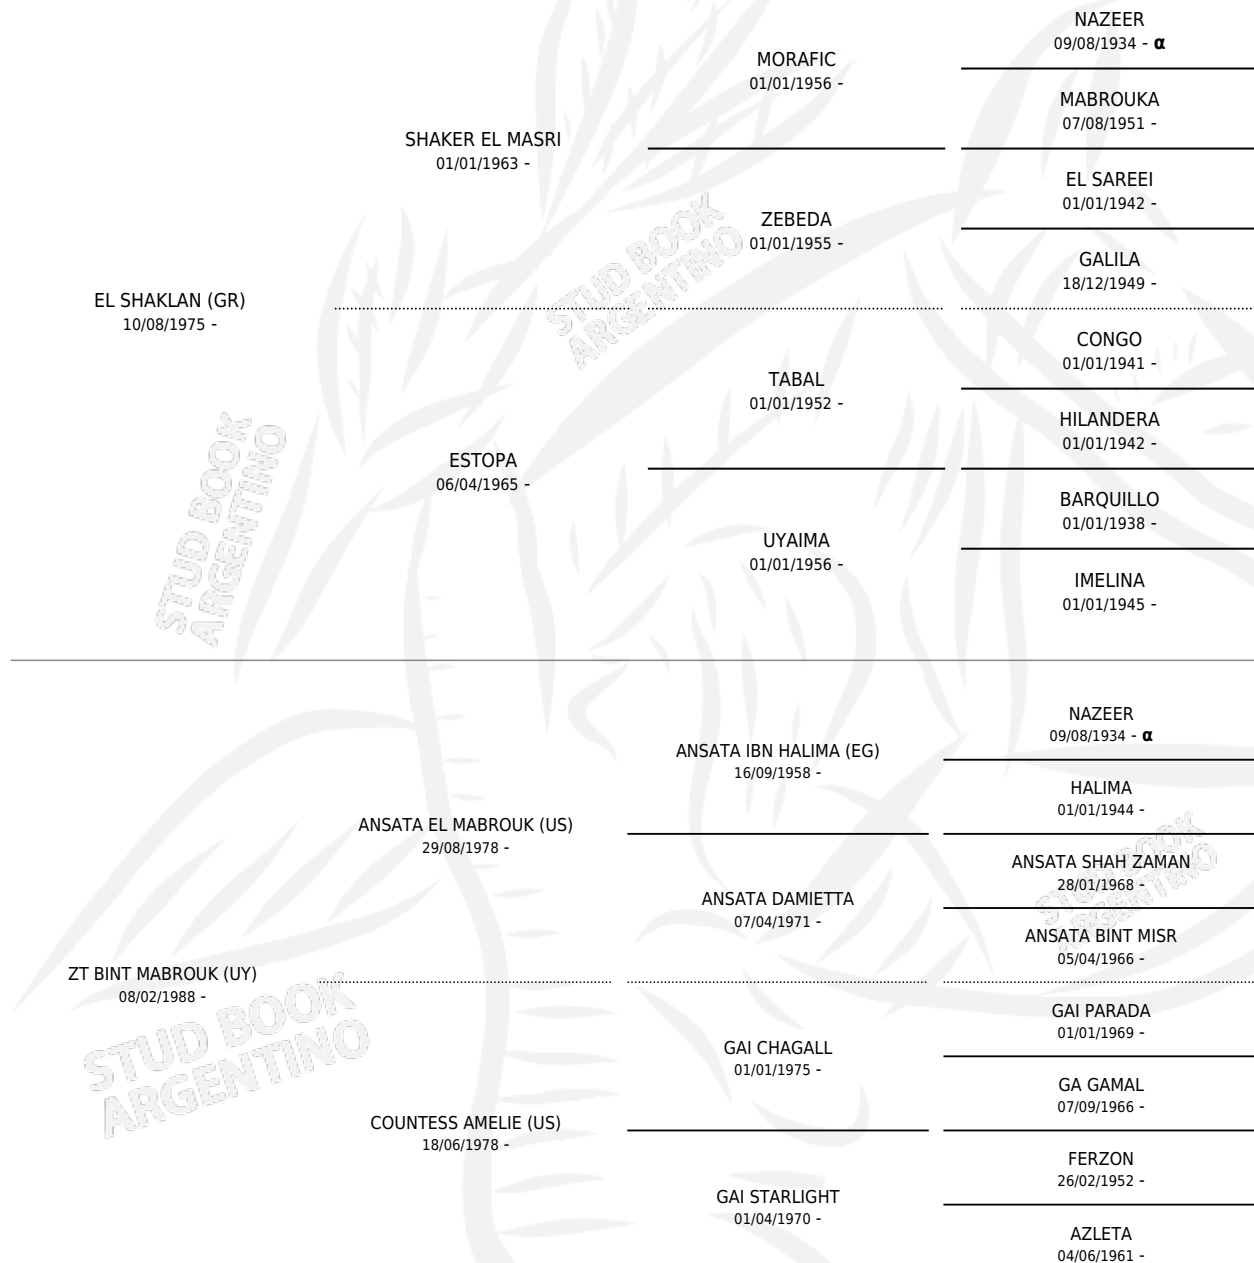 NAZEER
09/08/1934 - α
MORAFIC
01/01/1956 -
MABROUKA
07/08/1951 -
SHAKER EL MASRI
01/01/1963 -
EL SAREEI
01/01/1942 -
ZEBEDA
01/01/1955 -
GALILA
18/12/1949 -
EL SHAKLAN (GR)
10/08/1975 -
CONGO
01/01/1941 -
TABAL
01/01/1952 -
HILANDERA
01/01/1942 -
ESTOPA
06/04/1965 -
BARQUILLO
01/01/1938 -
UYAIMA
01/01/1956 -
IMELINA
01/01/1945 -
STUD BOOK
ARGENTINO
STUD BOOK
ARGENTINO
NAZEER
09/08/1934 - α
ANSATA IBN HALIMA (EG)
16/09/1958 -
HALIMA
01/01/1944 -
ANSATA EL MABROUK (US)
29/08/1978 -
ANSATA SHAH ZAMAN
28/01/1968 -
ANSATA DAMIETTA
07/04/1971 -
ANSATA BINT MISR
05/04/1966 -
ZT BINT MABROUK (UY)
08/02/1988 -
GAI PARADA
01/01/1969 -
GAI CHAGALL
01/01/1975 -
GA GAMAL
07/09/1966 -
COUNTESS AMELIE (US)
18/06/1978 -
FERZON
26/02/1952 -
GAI STARLIGHT
01/04/1970 -
AZLETA
04/06/1961 -
STUD BOOK
ARGENTINO
STUD BOOK
ARGENTINO